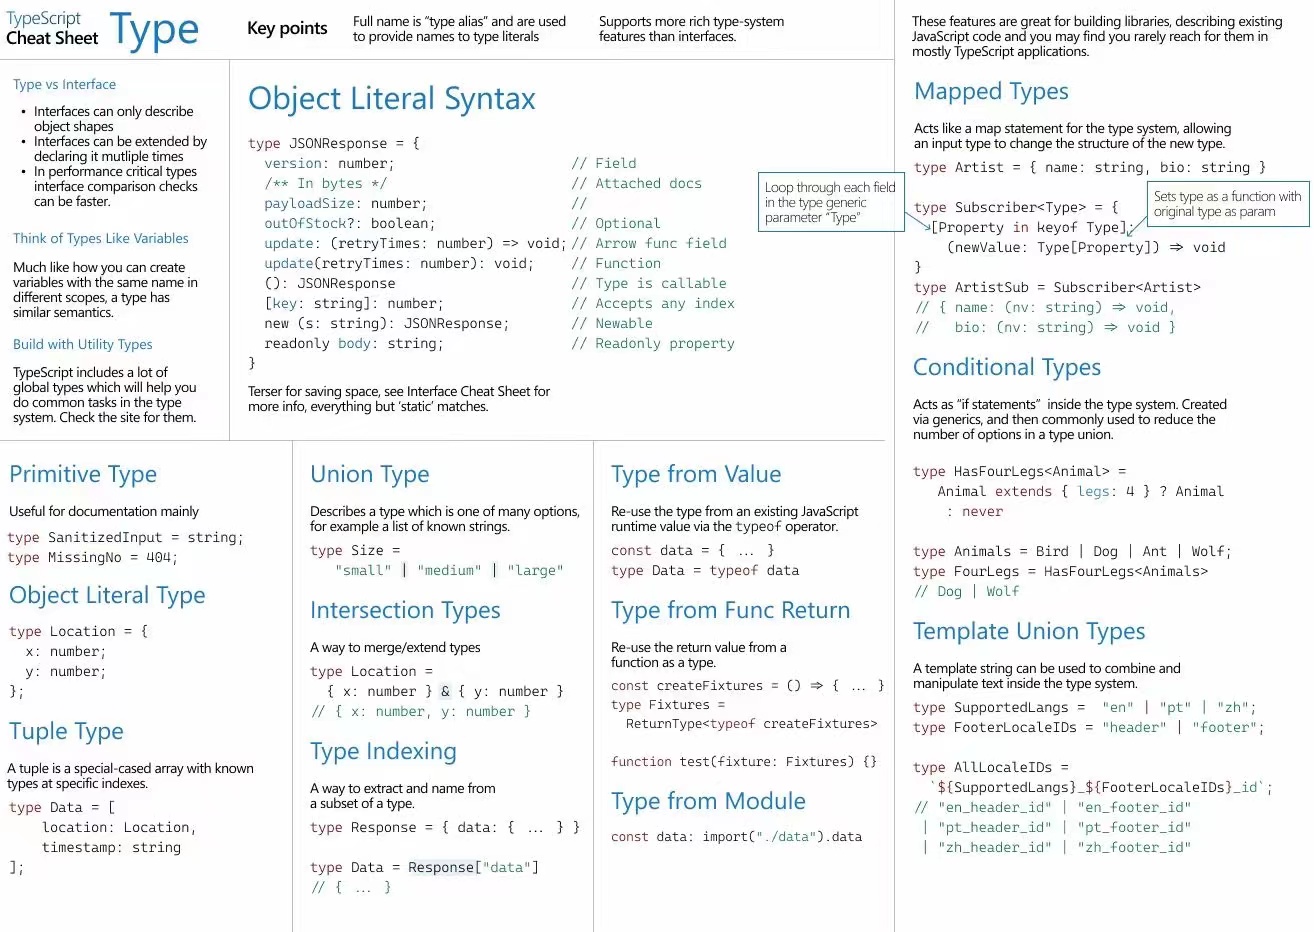 TypeScript
Cheat Sheet
Type
Key points
Full name is “type alias” and are used
to provide names to type literals
Supports more rich type-system
features than interfaces.
Type vs Interface
• Interfaces can only describe
object shapes
• Interfaces can be extended by
declaring it mutliple times
• In performance critical types
interface comparison checks
can be faster.
Think of Types Like Variables
Much like how you can create
variables with the same name in
different scopes, a type has
similar semantics.
Build with Utility Types
TypeScript includes a lot of
global types which will help you
do common tasks in the type
system. Check the site for them.
Object Literal Syntax
type JSONResponse = {
version: number; // Field
/** In bytes */ // Attached docs
payloadSize: number; //
outOfStock?: boolean; // Optional
update: (retryTimes: number) => void; // Arrow func field
update(retryTimes: number): void; // Function
(): JSONResponse // Type is callable
[key: string]: number; // Accepts any index
new (s: string): JSONResponse; // Newable
readonly body: string; // Readonly property
}
Terser for saving space, see Interface Cheat Sheet for
more info, everything but ‘static’ matches.
Primitive Type
Useful for documentation mainly
type SanitizedInput = string;
type MissingNo = 404;
Object Literal Type
type Location = {
x: number;
y: number;
};
Tuple Type
A tuple is a special-cased array with known
types at specific indexes.
type Data = [
location: Location,
timestamp: string
];
Union Type
Describes a type which is one of many options,
for example a list of known strings.
type Size =
"small" | "medium" | "large"
Intersection Types
A way to merge/extend types
type Location =
{ x: number } & { y: number }
// { x: number, y: number }
Type Indexing
A way to extract and name from
a subset of a type.
type Response = { data: { ... } }
type Data = Response["data"]
// { ... }
Type from Value
Re-use the type from an existing JavaScript
runtime value via the typeof operator.
const data = { ... }
type Data = typeof data
Type from Func Return
Re-use the return value from a
function as a type.
const createFixtures = () => { ... }
type Fixtures =
ReturnType<typeof createFixtures>
function test(fixture: Fixtures) {}
Type from Module
const data: import("./data").data
These features are great for building libraries, describing existing
JavaScript code and you may find you rarely reach for them in
mostly TypeScript applications.
Mapped Types
Acts like a map statement for the type system, allowing
an input type to change the structure of the new type.
type Artist = { name: string, bio: string }
Loop through each field
in the type generic
parameter “Type”
Sets type as a function with
original type as param
type Subscriber<Type> = {
[Property in keyof Type]:
(newValue: Type[Property]) => void
}
type ArtistSub = Subscriber<Artist>
// { name: (nv: string) => void,
// bio: (nv: string) => void }
Conditional Types
Acts as “if statements” inside the type system. Created
via generics, and then commonly used to reduce the
number of options in a type union.
type HasFourLegs<Animal> =
Animal extends { legs: 4 } ? Animal
: never
type Animals = Bird | Dog | Ant | Wolf;
type FourLegs = HasFourLegs<Animals>
// Dog | Wolf
Template Union Types
A template string can be used to combine and
manipulate text inside the type system.
type SupportedLangs = "en" | "pt" | "zh";
type FooterLocaleIDs = "header" | "footer";
type AllLocaleIDs =
`${SupportedLangs}_${FooterLocaleIDs}_id`;
// "en_header_id" | "en_footer_id"
| "pt_header_id" | "pt_footer_id"
| "zh_header_id" | "zh_footer_id"